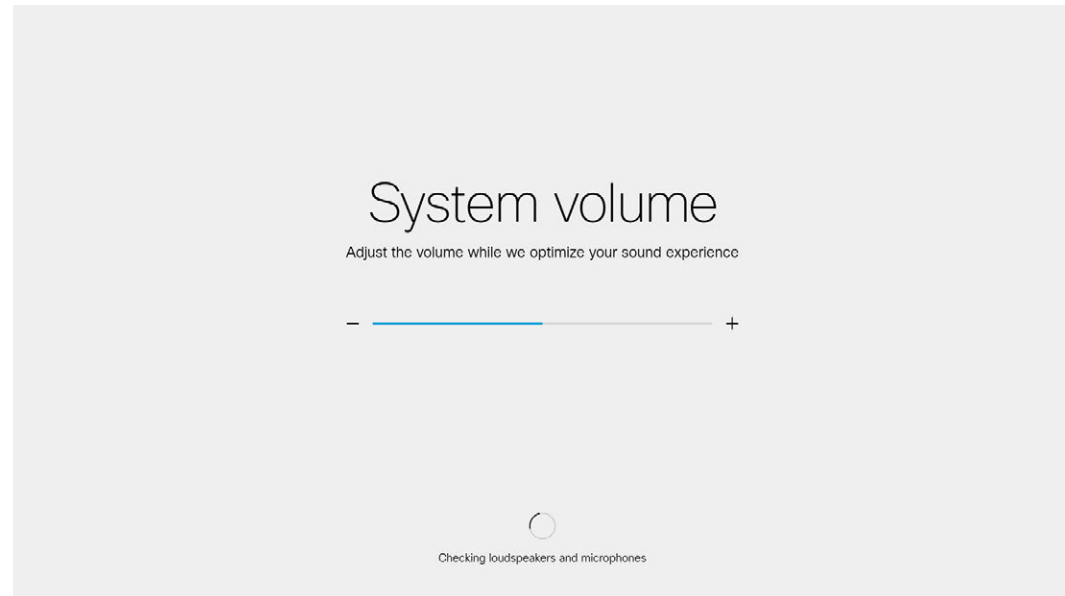 System volume
Adjust the volume while we optimize your sound experience
− +
Checking loudspeakers and microphones